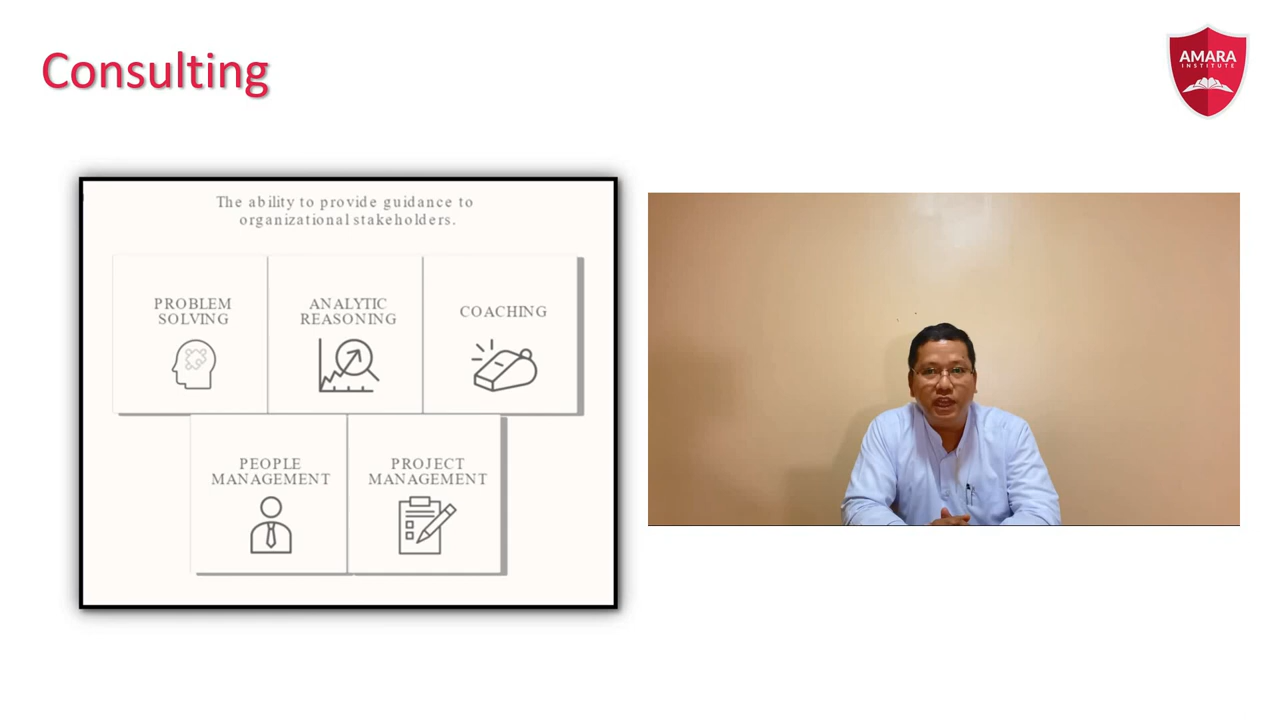 Consulting
AMARA
INSTITUTE
The ability to provide guidance to
organizational stakeholders.
PROBLEM
SOLVING
ANALYTIC
REASONING
COACHING
PEOPLE
MANAGEMENT
PROJECT
MANAGEMENT